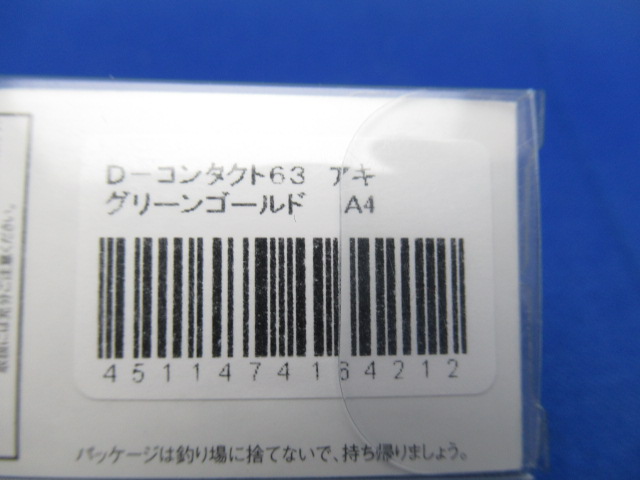 D−コンタクト63 アキ
グリーンゴールド A4
4511474164212
パッケージは釣り場に捨てないで、持ち帰りましょう。